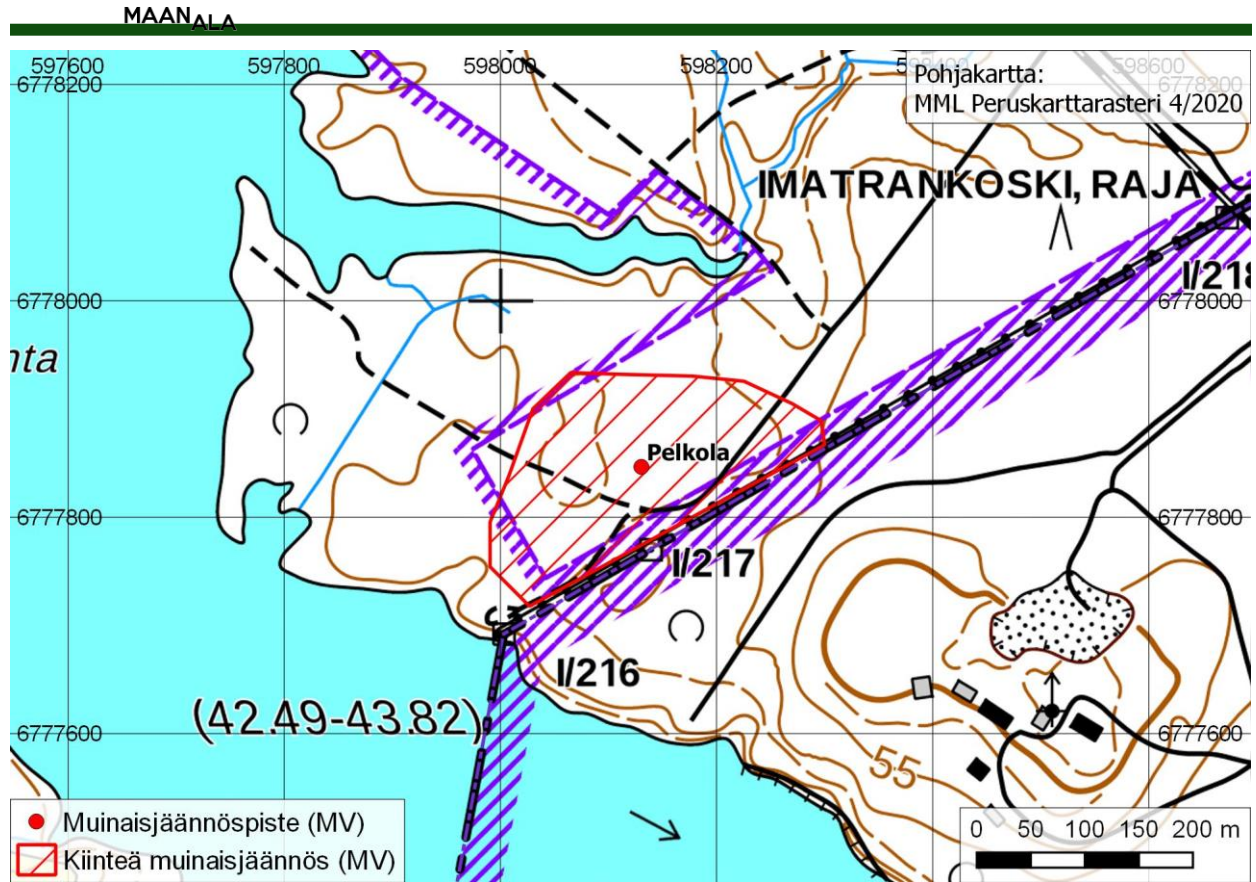 MAANALA
597600 597800 598000 598200 598400 598600
6778200 6778200
Pohjakartta:
MML Peruskarttarasteri 4/2020
IMATRANKOSKI, RAJA
I/218
6778000 6778000
nta
Pelkola
6777800 6777800
I/217
I/216
(42.49-43.82)
6777600 6777600
55
Muinaisjäännöspiste (MV)
Kiinteä muinaisjäännös (MV)
0 50 100 150 200 m